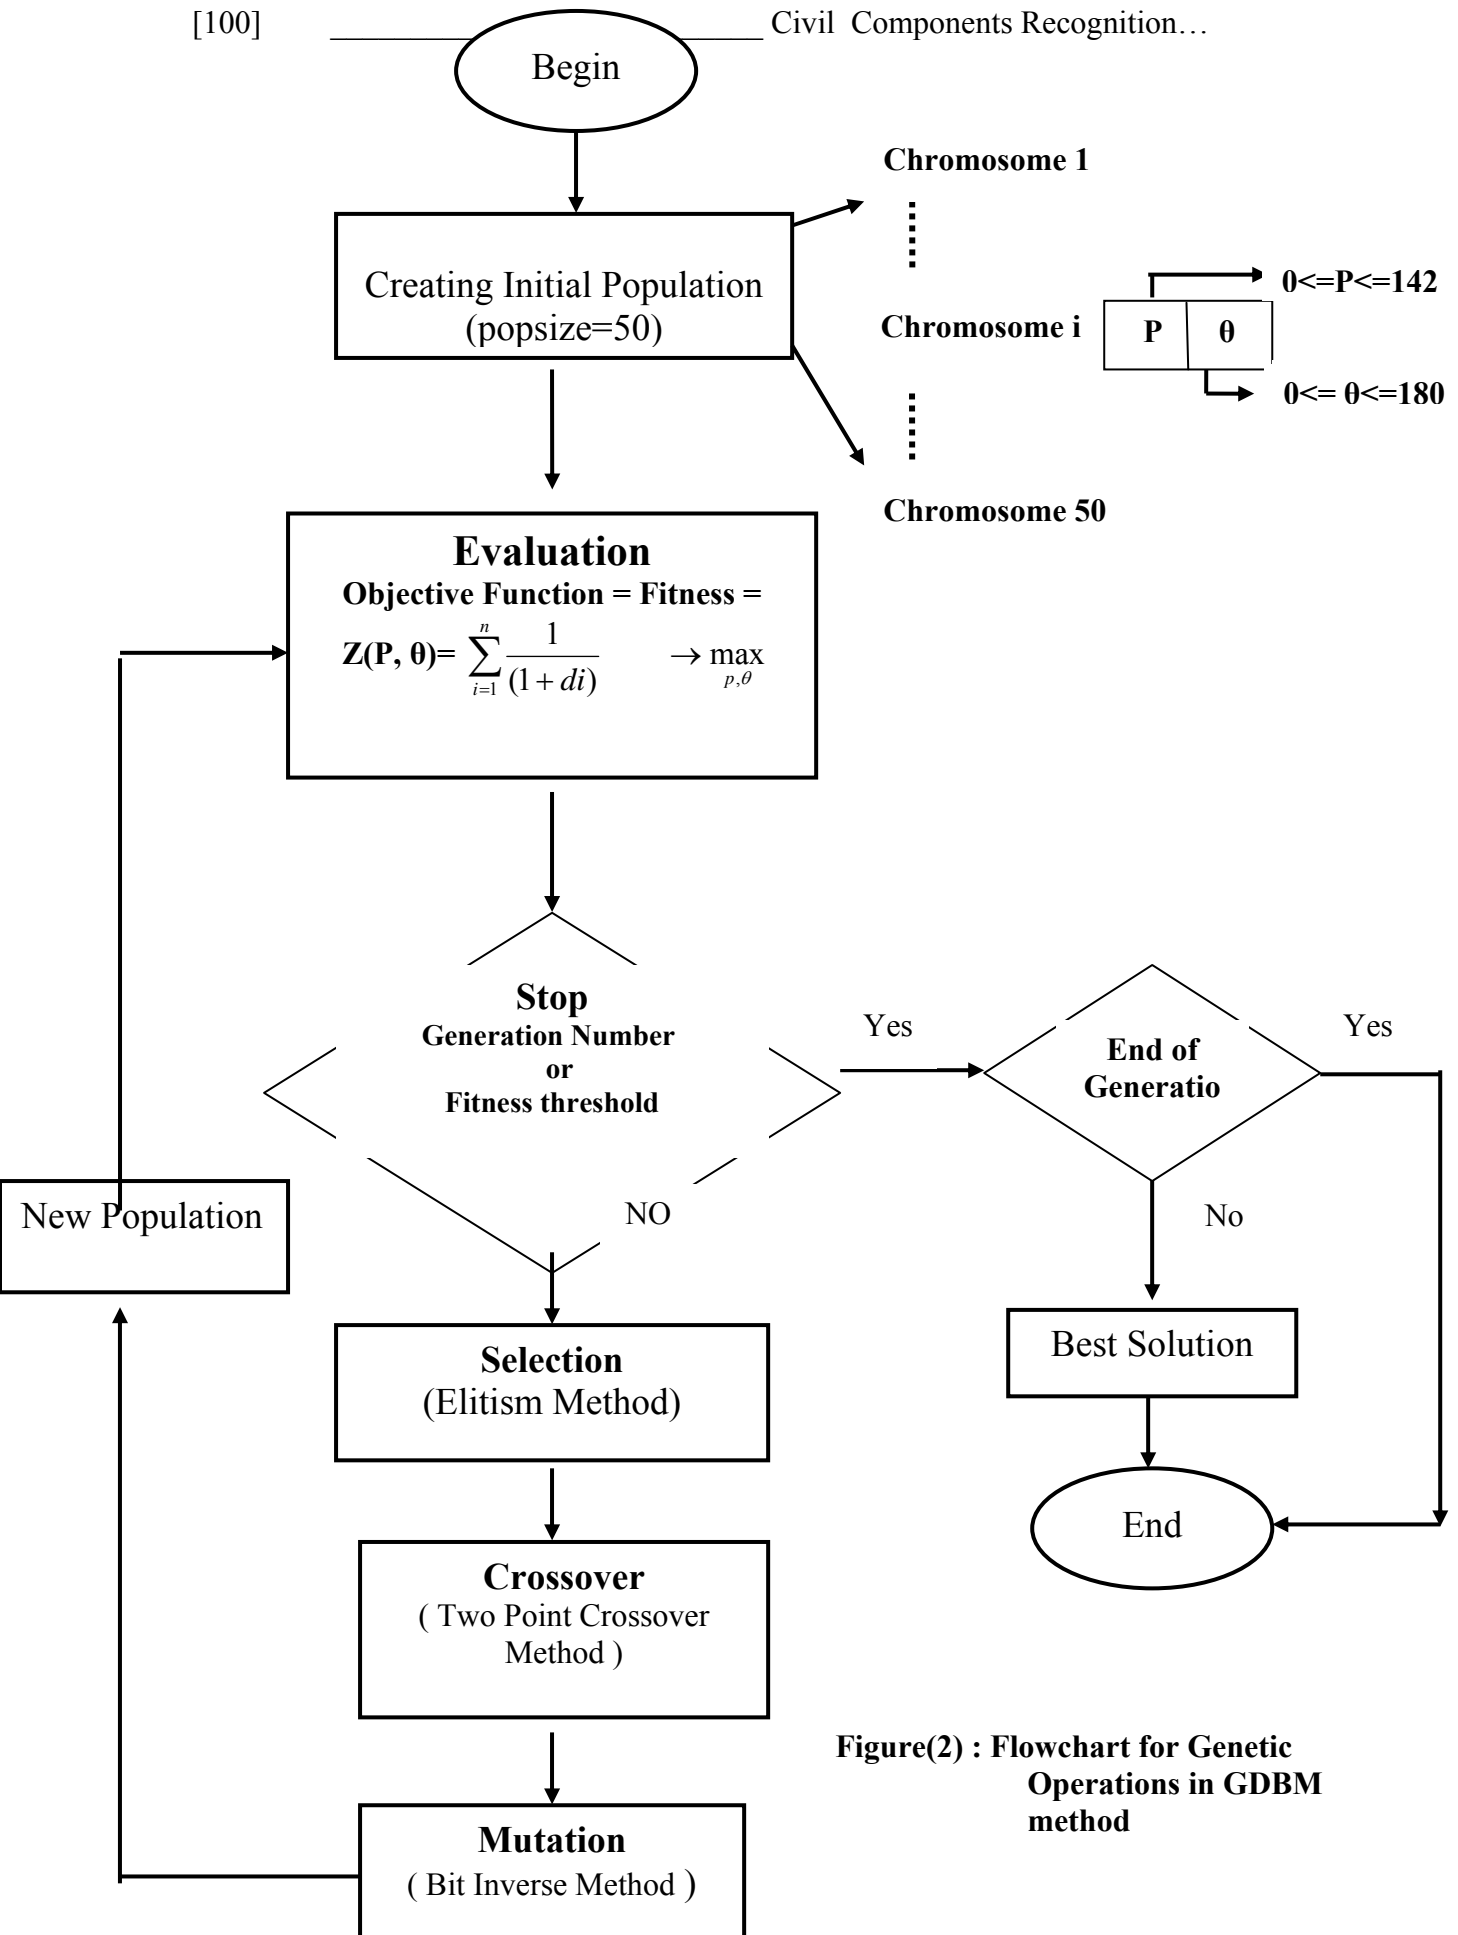 [100] ___________________________ Civil Components Recognition…
Begin
Chromosome 1
Creating Initial Population
(popsize=50)
0<=P<=142
Chromosome i
P θ
0<= θ<=180
Chromosome 50
Evaluation
Objective Function = Fitness =
Z(P, θ)= \sum_{i=1}^{n} \frac{1}{(1 + di)} → \max_{p,θ}
Stop
Generation Number
or
Fitness threshold
Yes
End of
Generatio
Yes
New Population
NO
No
Selection
(Elitism Method)
Best Solution
End
Crossover
( Two Point Crossover
Method )
Figure(2) : Flowchart for Genetic
Operations in GDBM
method
Mutation
( Bit Inverse Method )